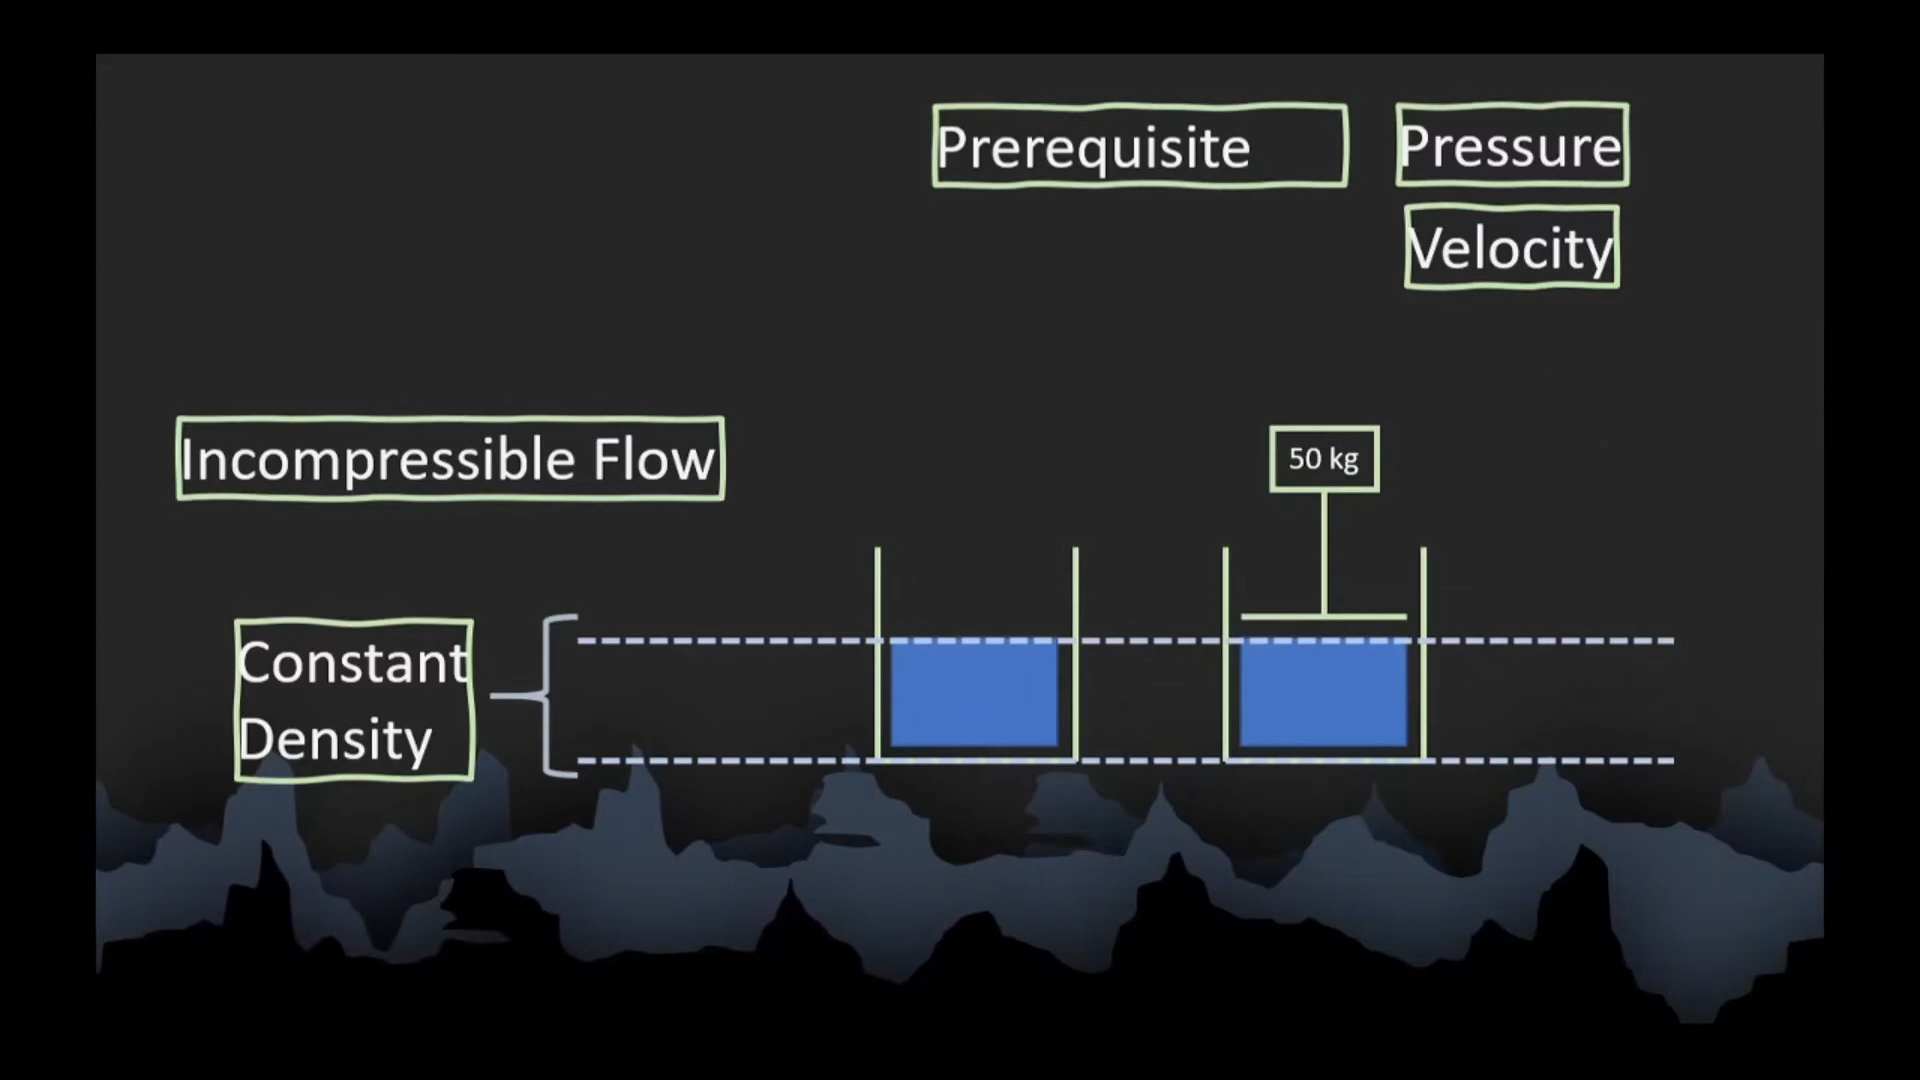 Prerequisite
Pressure
Velocity
Incompressible Flow
50 kg
Constant
Density